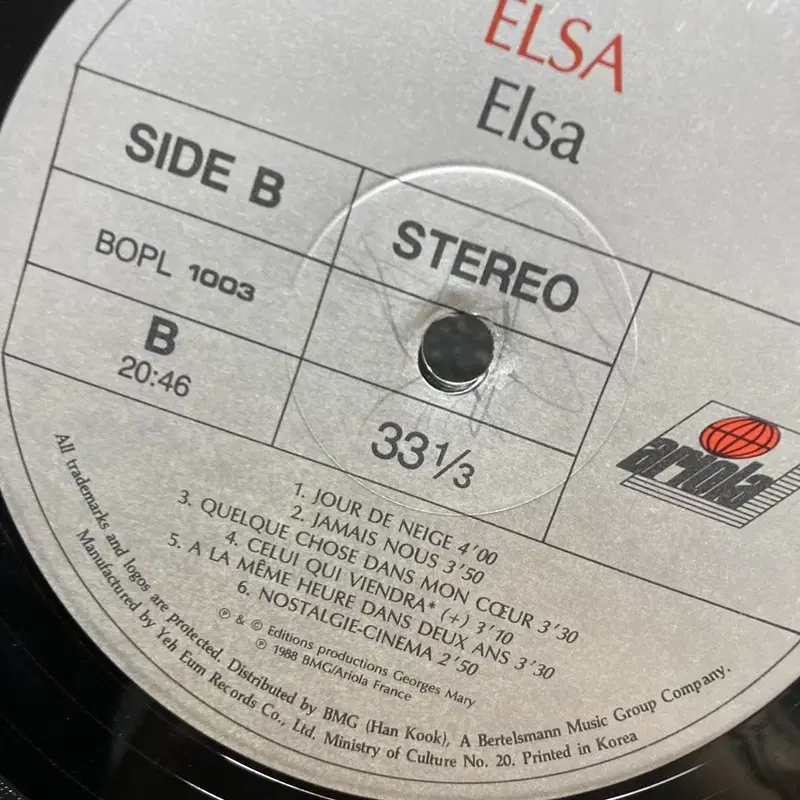 ELSA
Elsa
SIDE B
STEREO
BOPL 1003
B
20:46
33 1/3
ariola
1. JOUR DE NEIGE 4'00
2. JAMAIS NOUS 3'50
3. QUELQUE CHOSE DANS MON CŒUR 3'30
4. CELUI QUI VIENDRA* (+) 3'10
5. A LA MÊME HEURE DANS DEUX ANS 3'30
6. NOSTALGIE-CINEMA 2'50
℗ & © Editions productions Georges Mary
℗ 1988 BMG/Ariola France
All trademarks and logos are protected. Distributed by BMG (Han Kook), A Bertelsmann Music Group Company.
Manufactured by Yeh Eum Records Co., Ltd. Ministry of Culture No. 20. Printed in Korea